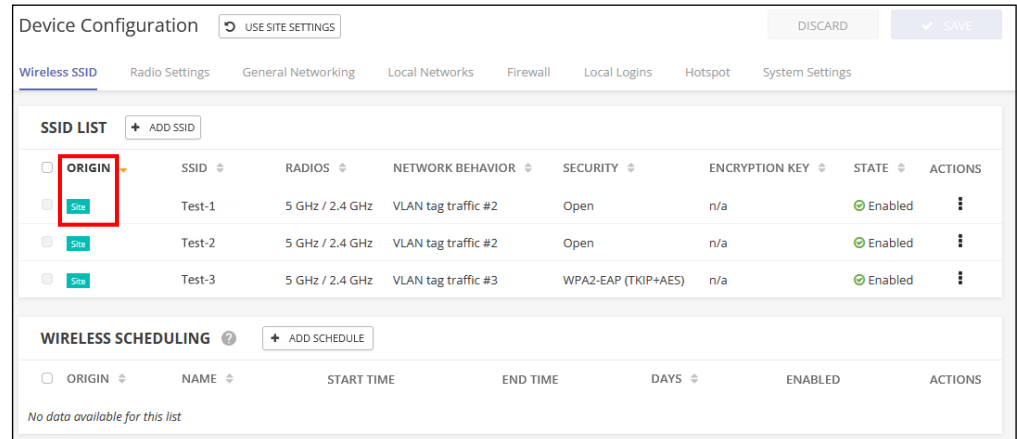 Device Configuration USE SITE SETTINGS DISCARD SAVE
Wireless SSID Radio Settings General Networking Local Networks Firewall Local Logins Hotspot System Settings
SSID LIST + ADD SSID
ORIGIN SSID RADIOS NETWORK BEHAVIOR SECURITY ENCRYPTION KEY STATE ACTIONS
Site Test-1 5 GHz / 2.4 GHz VLAN tag traffic #2 Open n/a Enabled
Site Test-2 5 GHz / 2.4 GHz VLAN tag traffic #2 Open n/a Enabled
Site Test-3 5 GHz / 2.4 GHz VLAN tag traffic #3 WPA2-EAP (TKIP+AES) n/a Enabled
WIRELESS SCHEDULING ? + ADD SCHEDULE
ORIGIN NAME START TIME END TIME DAYS ENABLED ACTIONS
No data available for this list